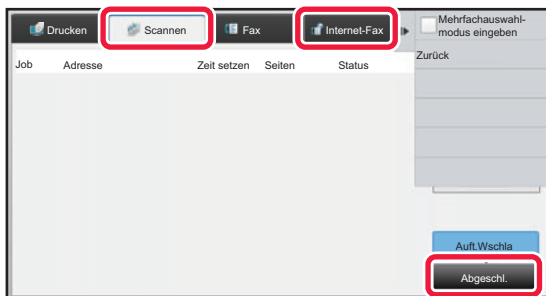 Drucken Scannen Fax Internet-Fax
Mehrfachauswahl-
modus eingeben
Job Adresse Zeit setzen Seiten Status
Zurück
Auft.Wschla
Abgeschl.